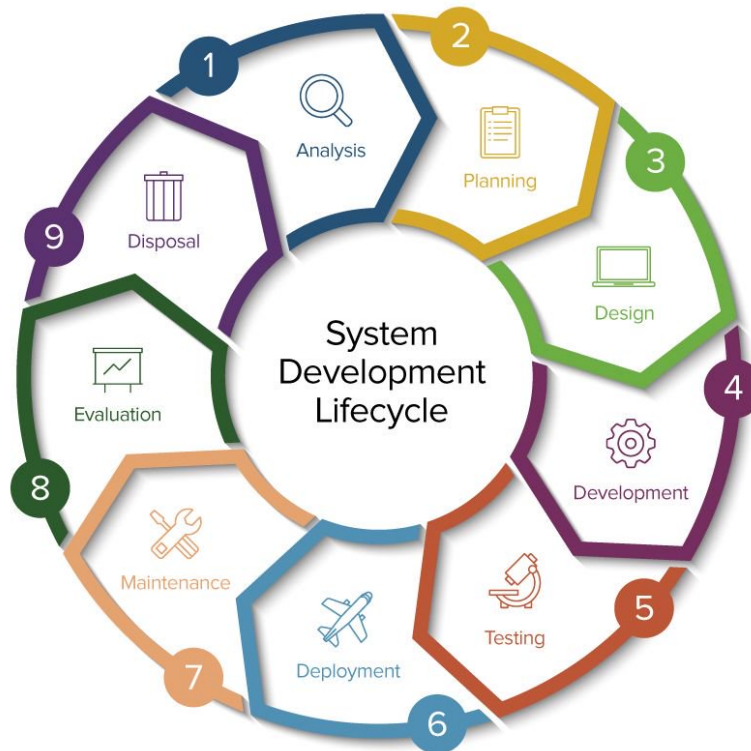 1
Analysis
2
Planning
3
Design
4
Development
5
Testing
6
Deployment
7
Maintenance
8
Evaluation
9
Disposal
System
Development
Lifecycle